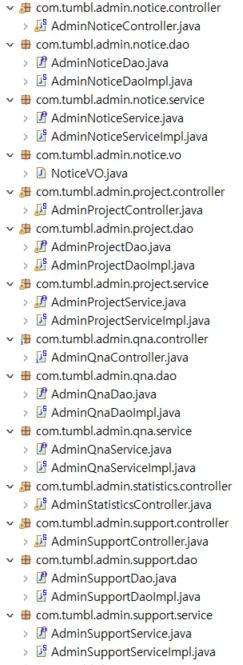 com.tumbl.admin.notice.controller
AdminNoticeController.java
com.tumbl.admin.notice.dao
AdminNoticeDao.java
AdminNoticeDaoImpl.java
com.tumbl.admin.notice.service
AdminNoticeService.java
AdminNoticeServiceImpl.java
com.tumbl.admin.notice.vo
NoticeVO.java
com.tumbl.admin.project.controller
AdminProjectController.java
com.tumbl.admin.project.dao
AdminProjectDao.java
AdminProjectDaoImpl.java
com.tumbl.admin.project.service
AdminProjectService.java
AdminProjectServiceImpl.java
com.tumbl.admin.qna.controller
AdminQnaController.java
com.tumbl.admin.qna.dao
AdminQnaDao.java
AdminQnaDaoImpl.java
com.tumbl.admin.qna.service
AdminQnaService.java
AdminQnaServiceImpl.java
com.tumbl.admin.statistics.controller
AdminStatisticsController.java
com.tumbl.admin.support.controller
AdminSupportController.java
com.tumbl.admin.support.dao
AdminSupportDao.java
AdminSupportDaoImpl.java
com.tumbl.admin.support.service
AdminSupportService.java
AdminSupportServiceImpl.java